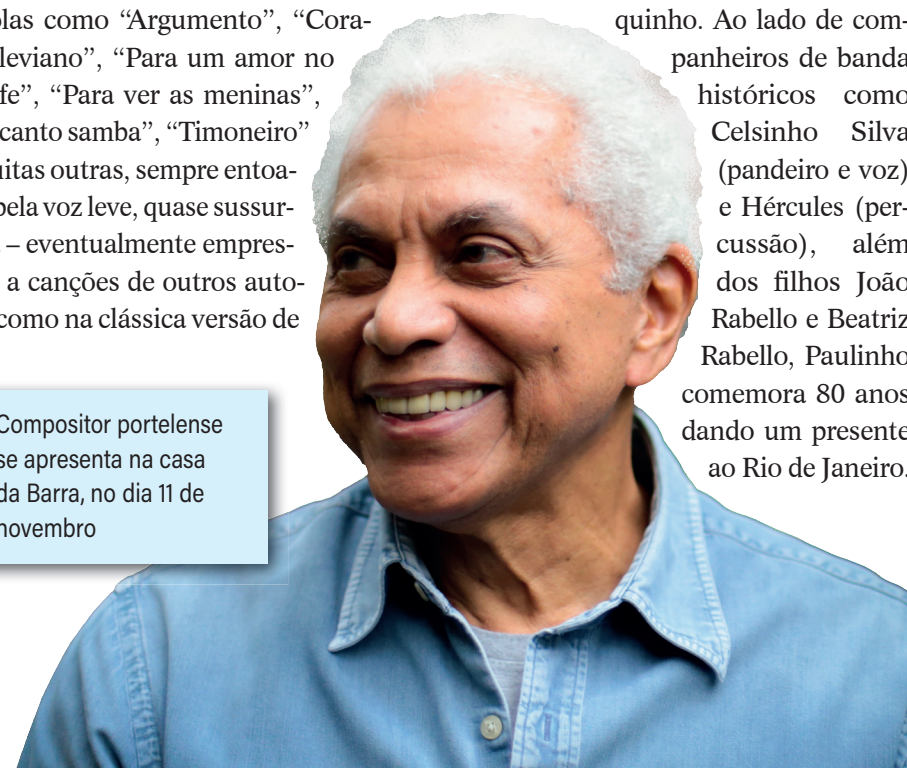 como “Argumento”, “Cora-
leviano”, “Para um amor no
“Para ver as meninas”,
canto samba”, “Timoneiro”
outras, sempre entoa-
pela voz leve, quase sussur-
– eventualmente empres-
a canções de outros auto-
como na clássica versão de
Compositor portelense
se apresenta na casa
da Barra, no dia 11 de
novembro
quinho. Ao lado de com-
panheiros de banda
históricos como
Celsinho Silva
(pandeiro e voz)
e Hércules (per-
cussão), além
dos filhos João
Rabello e Beatriz
Rabello, Paulinho
comemora 80 anos
dando um presente
ao Rio de Janeiro.